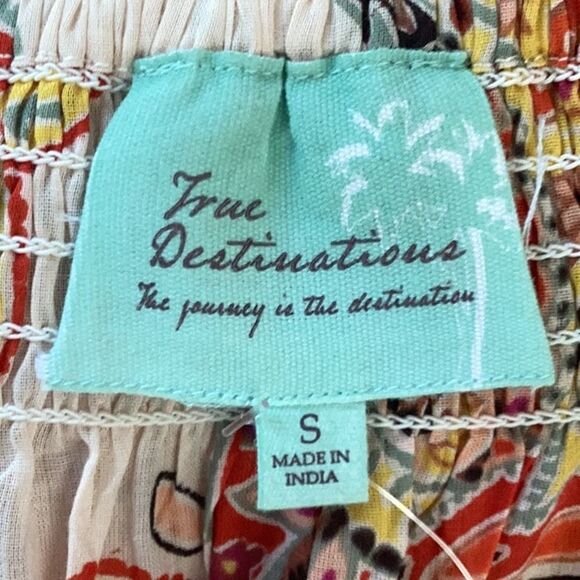 True
Destinations
The journey is the destination
S
MADE IN
INDIA